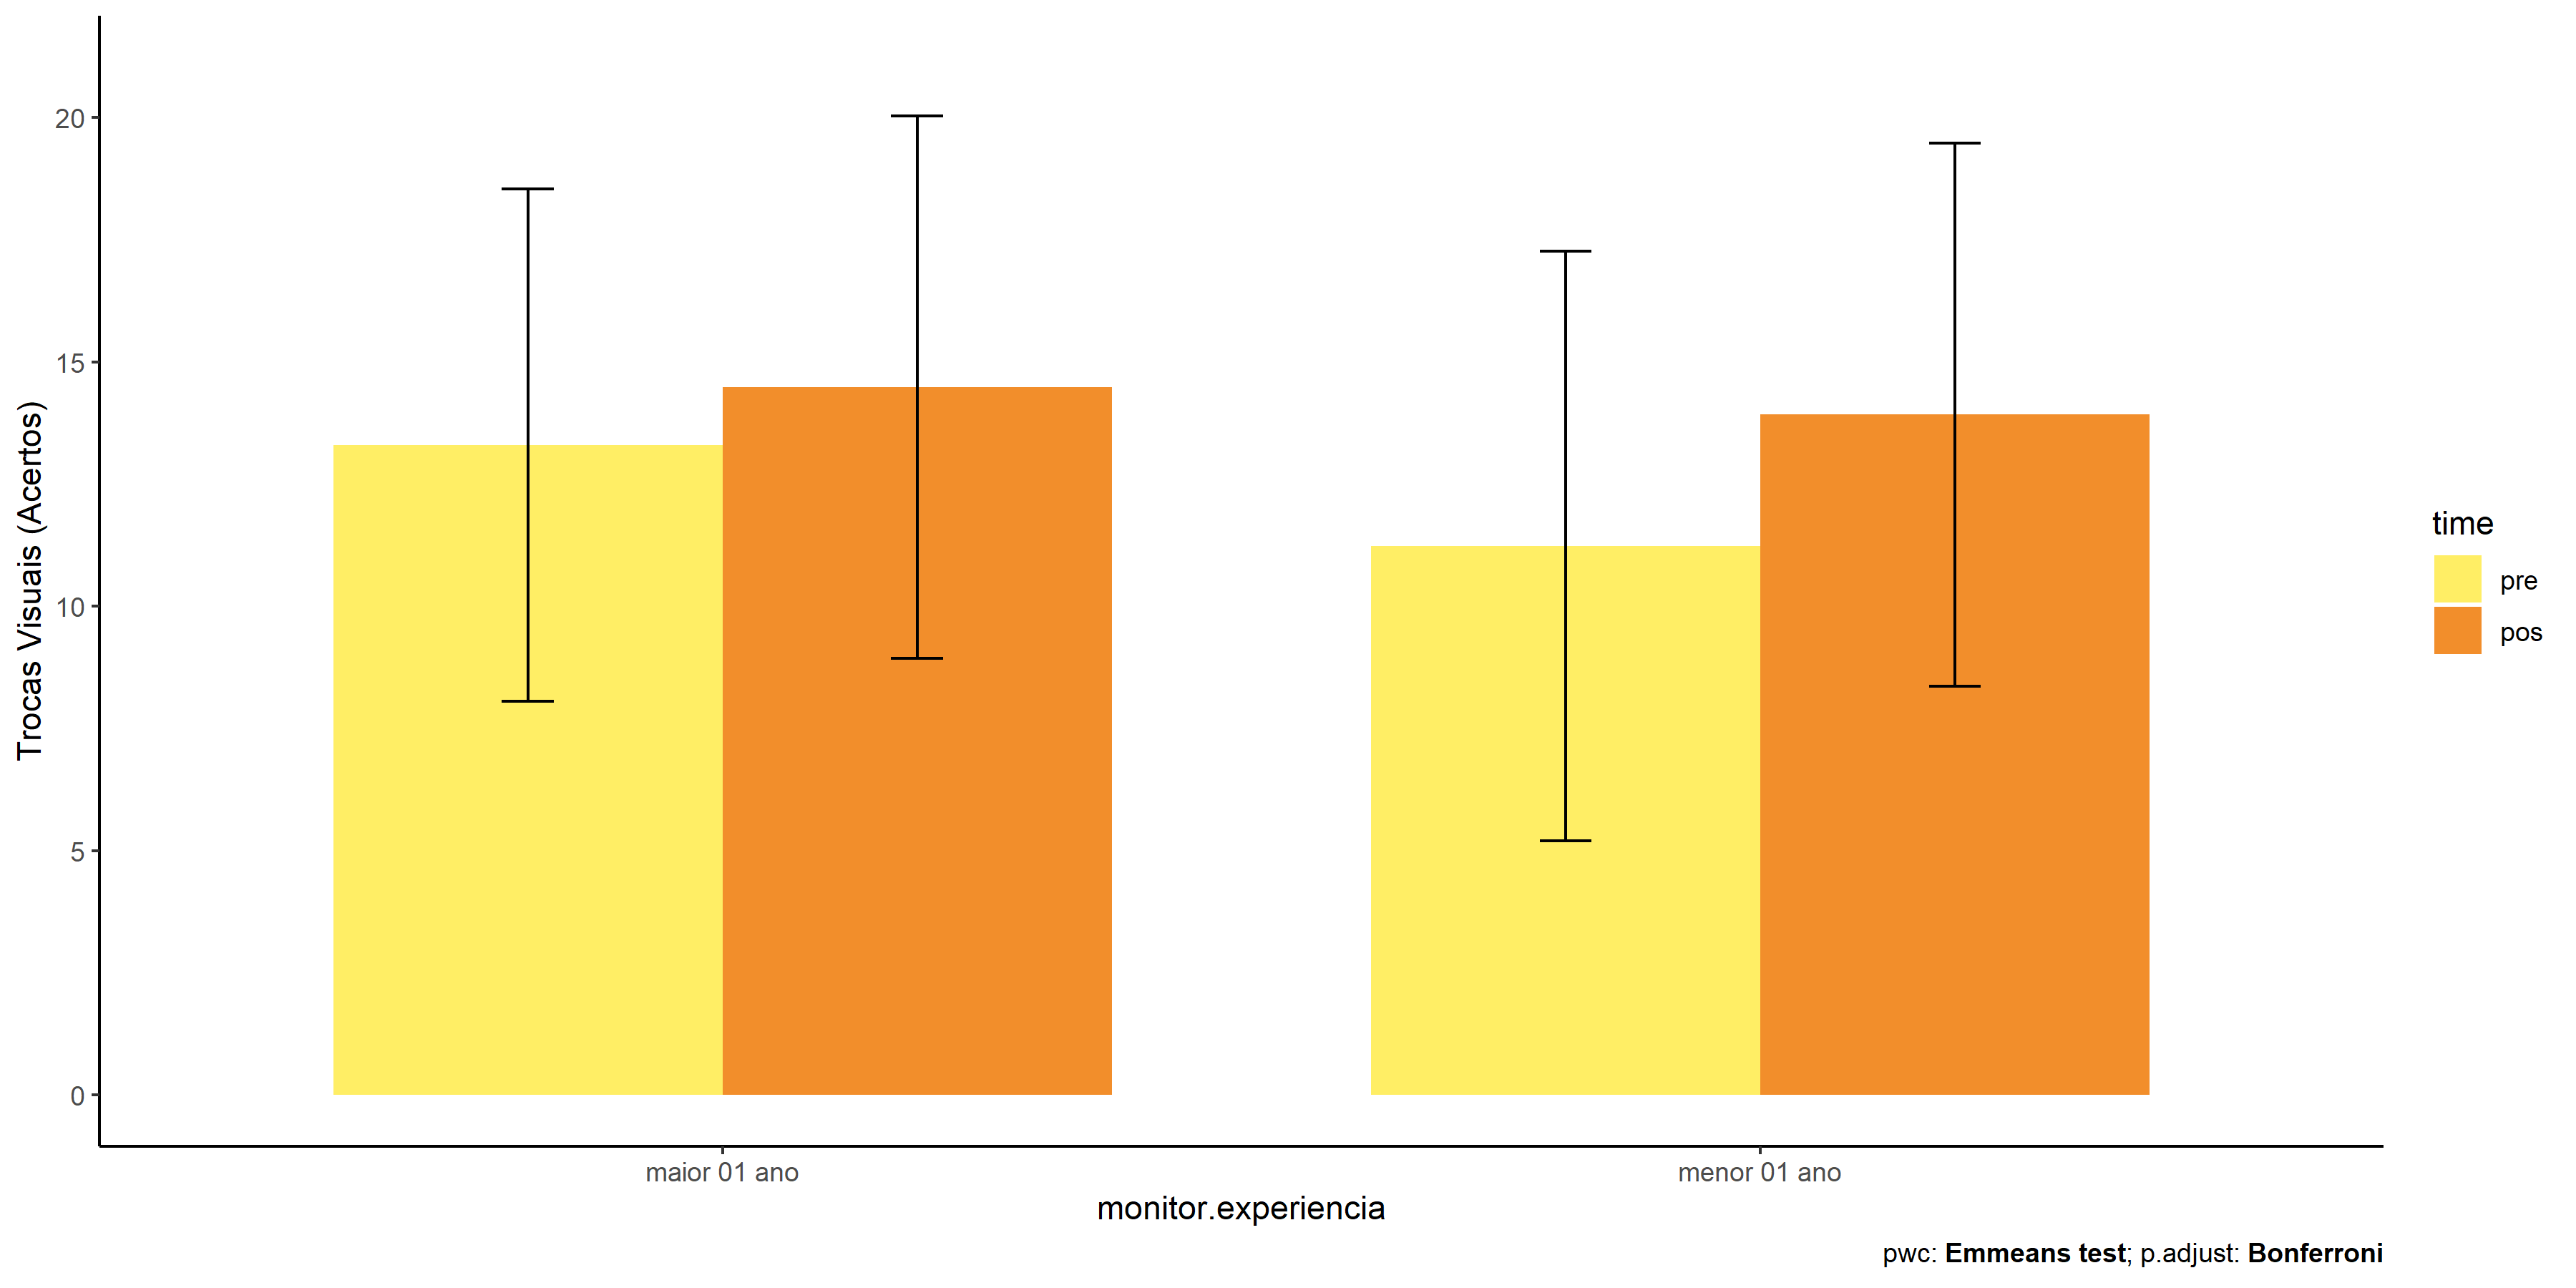 Trocas Visuais (Acertos)
20
15
10
5
0
maior 01 ano
menor 01 ano
monitor.experiencia
time
pre
pos
pwc: Emmeans test; p.adjust: Bonferroni